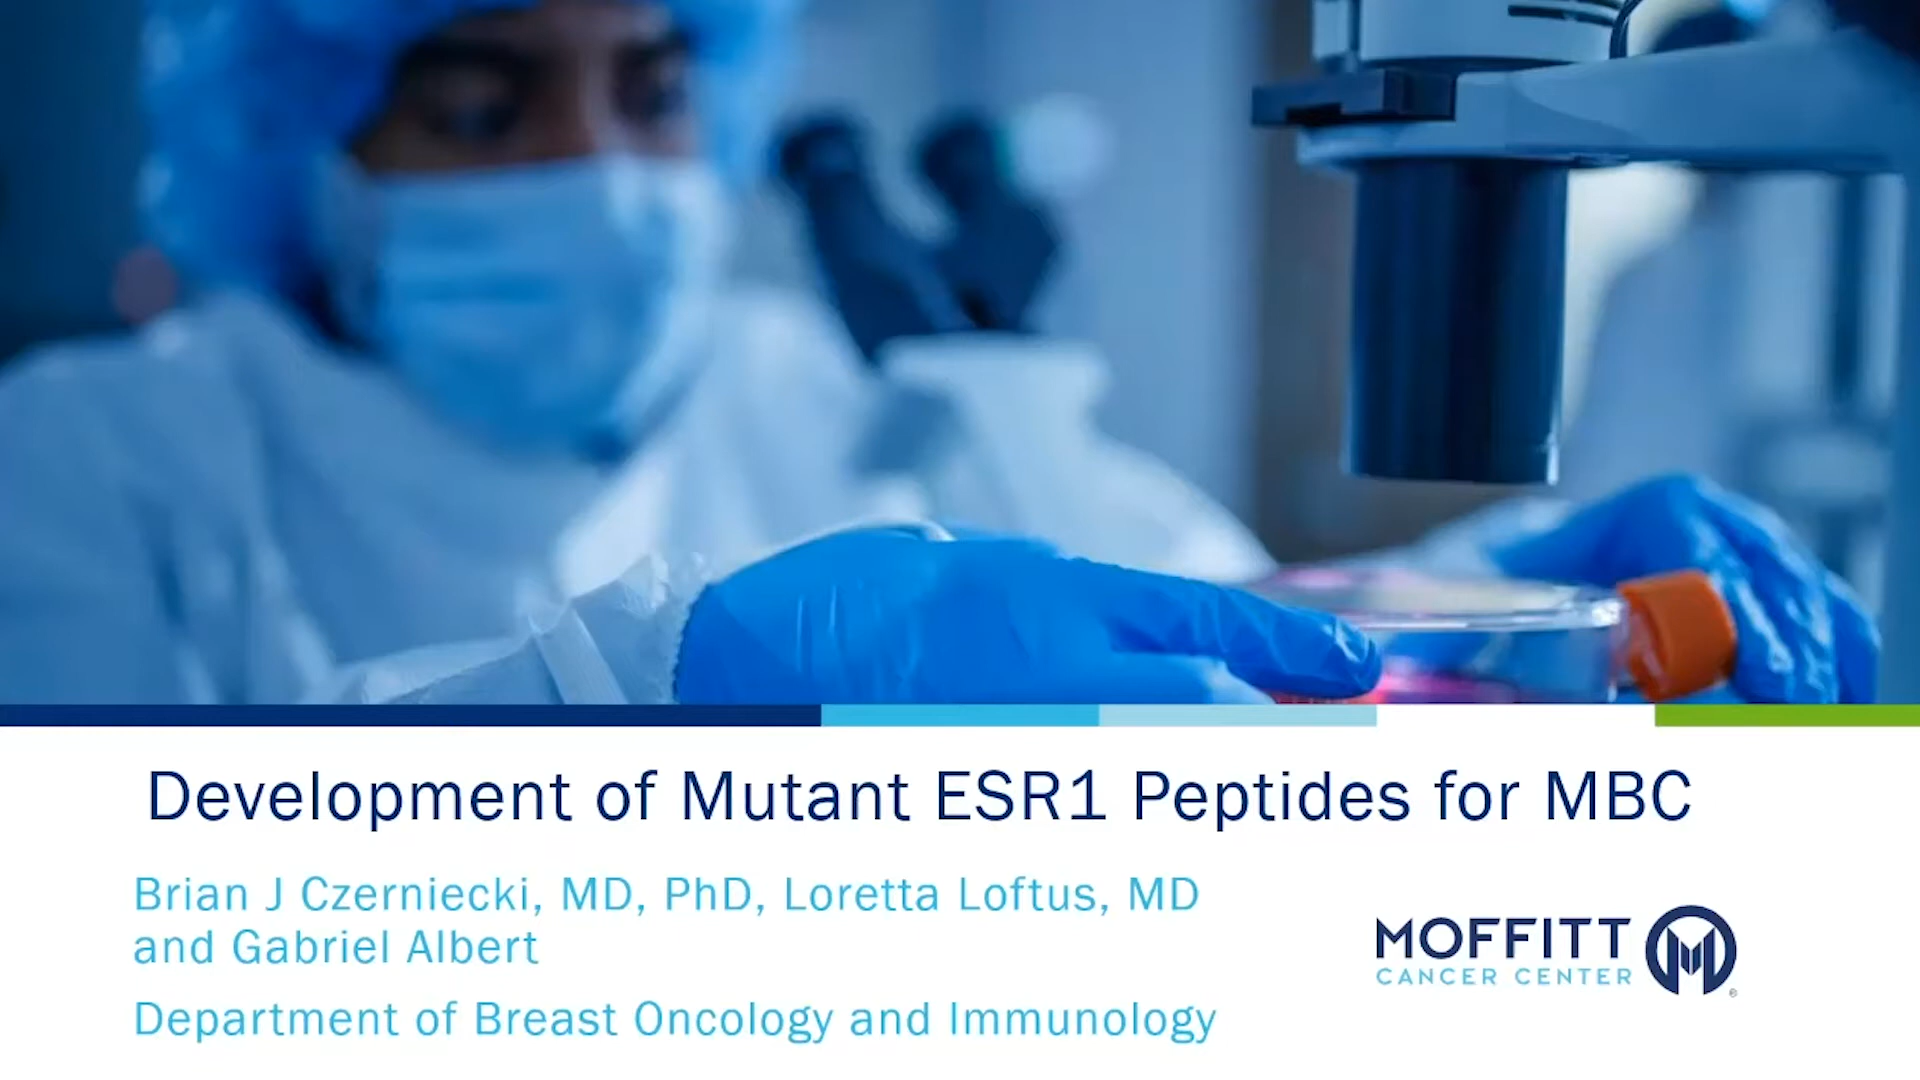 Development of Mutant ESR1 Peptides for MBC
Brian J Czerniecki, MD, PhD, Loretta Loftus, MD
and Gabriel Albert
Department of Breast Oncology and Immunology
MOFFITT
CANCER CENTER
®